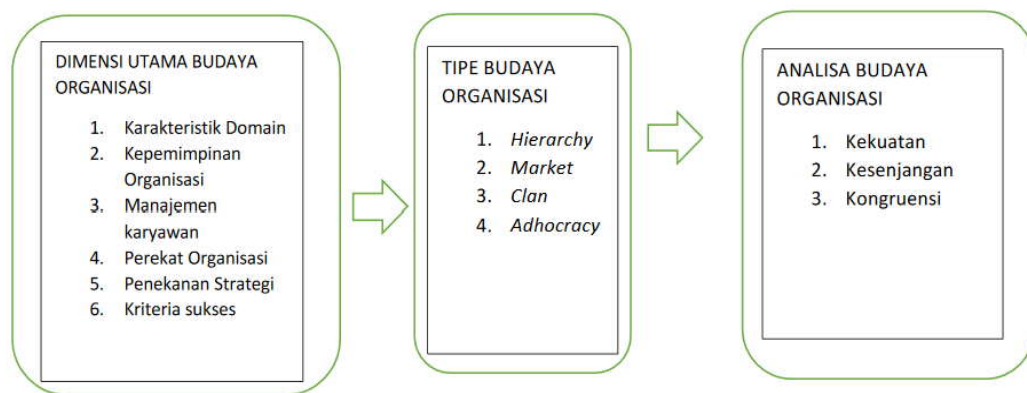 DIMENSI UTAMA BUDAYA
ORGANISASI
1. Karakteristik Domain
2. Kepemimpinan
Organisasi
3. Manajemen
karyawan
4. Perekat Organisasi
5. Penekanan Strategi
6. Kriteria sukses
TIPE BUDAYA
ORGANISASI
1. Hierarchy
2. Market
3. Clan
4. Adhocracy
ANALISA BUDAYA
ORGANISASI
1. Kekuatan
2. Kesenjangan
3. Kongruensi